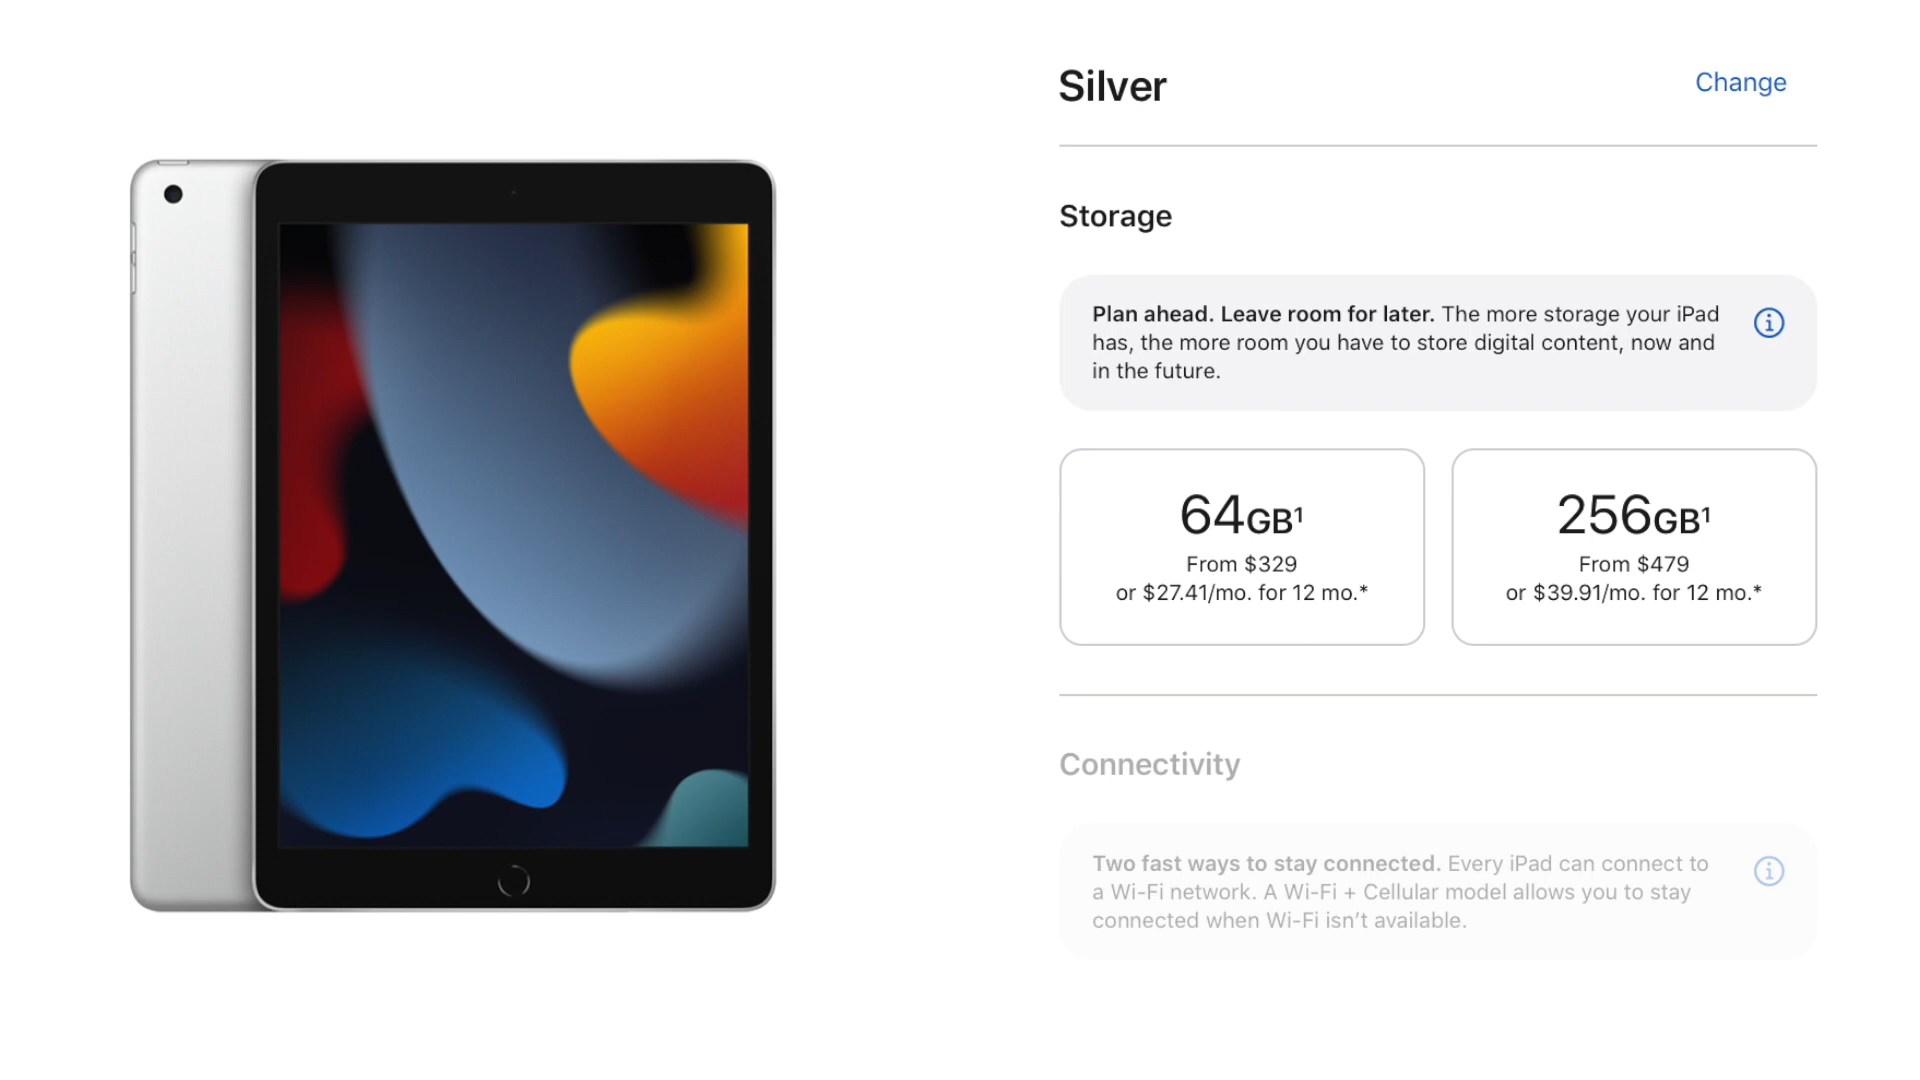 Silver
Change
Storage
Plan ahead. Leave room for later. The more storage your iPad
has, the more room you have to store digital content, now and
in the future.
64GB¹
From $329
or $27.41/mo. for 12 mo.*
256GB¹
From $479
or $39.91/mo. for 12 mo.*
Connectivity
Two fast ways to stay connected. Every iPad can connect to
a Wi-Fi network. A Wi-Fi + Cellular model allows you to stay
connected when Wi-Fi isn’t available.